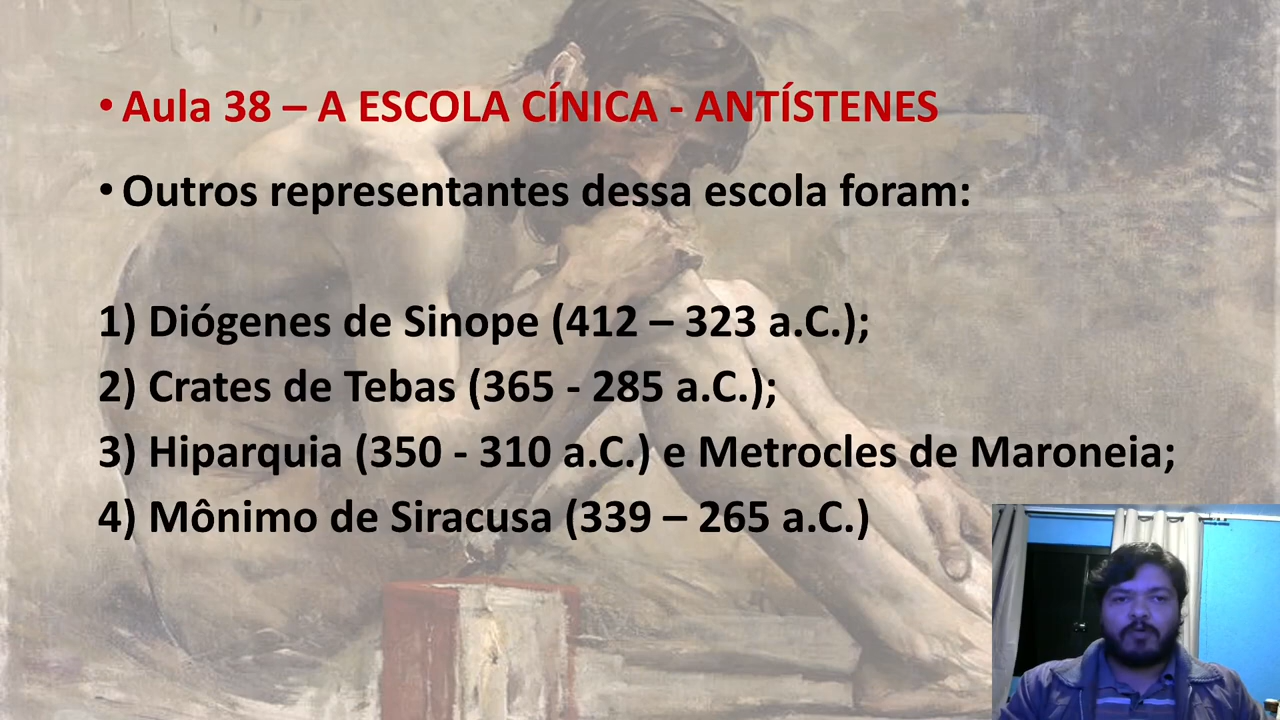 • Aula 38 – A ESCOLA CÍNICA - ANTÍSTENES
• Outros representantes dessa escola foram:
1) Diógenes de Sinope (412 – 323 a.C.);
2) Crates de Tebas (365 - 285 a.C.);
3) Hiparquia (350 - 310 a.C.) e Metrocles de Maroneia;
4) Mônimo de Siracusa (339 – 265 a.C.)